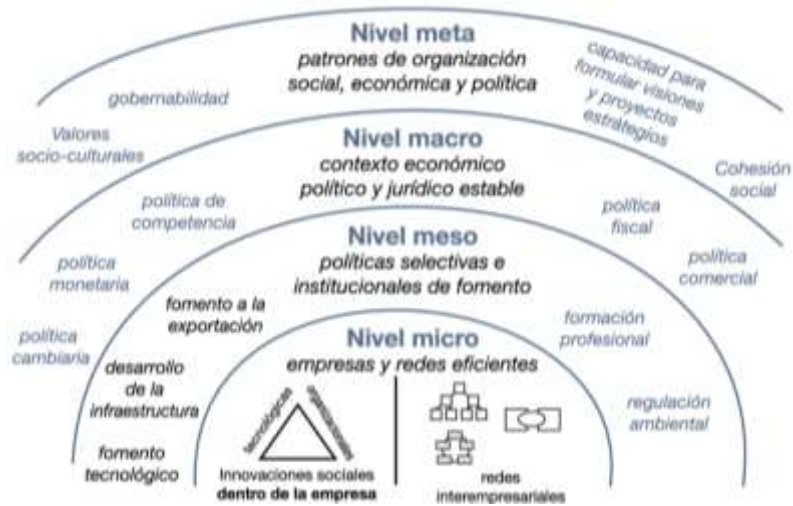 Nivel meta
patrones de organización
social, económica y política
gobernabilidad
capacidad para
formular visiones
y proyectos
estrátegios
Valores
socio-culturales
Nivel macro
contexto económico
político y jurídico estable
Cohesión
social
política de
competencia
política
fiscal
Nivel meso
políticas selectivas e
institucionales de fomento
política
monetaria
política
comercial
fomento a la
exportación
formación
profesional
política
cambiaria
Nivel micro
empresas y redes eficientes
desarrollo
de la
infraestructura
tecnológicas
organizacionales
regulación
ambiental
fomento
tecnológico
Innovaciones sociales
dentro de la empresa
redes
interempresariales